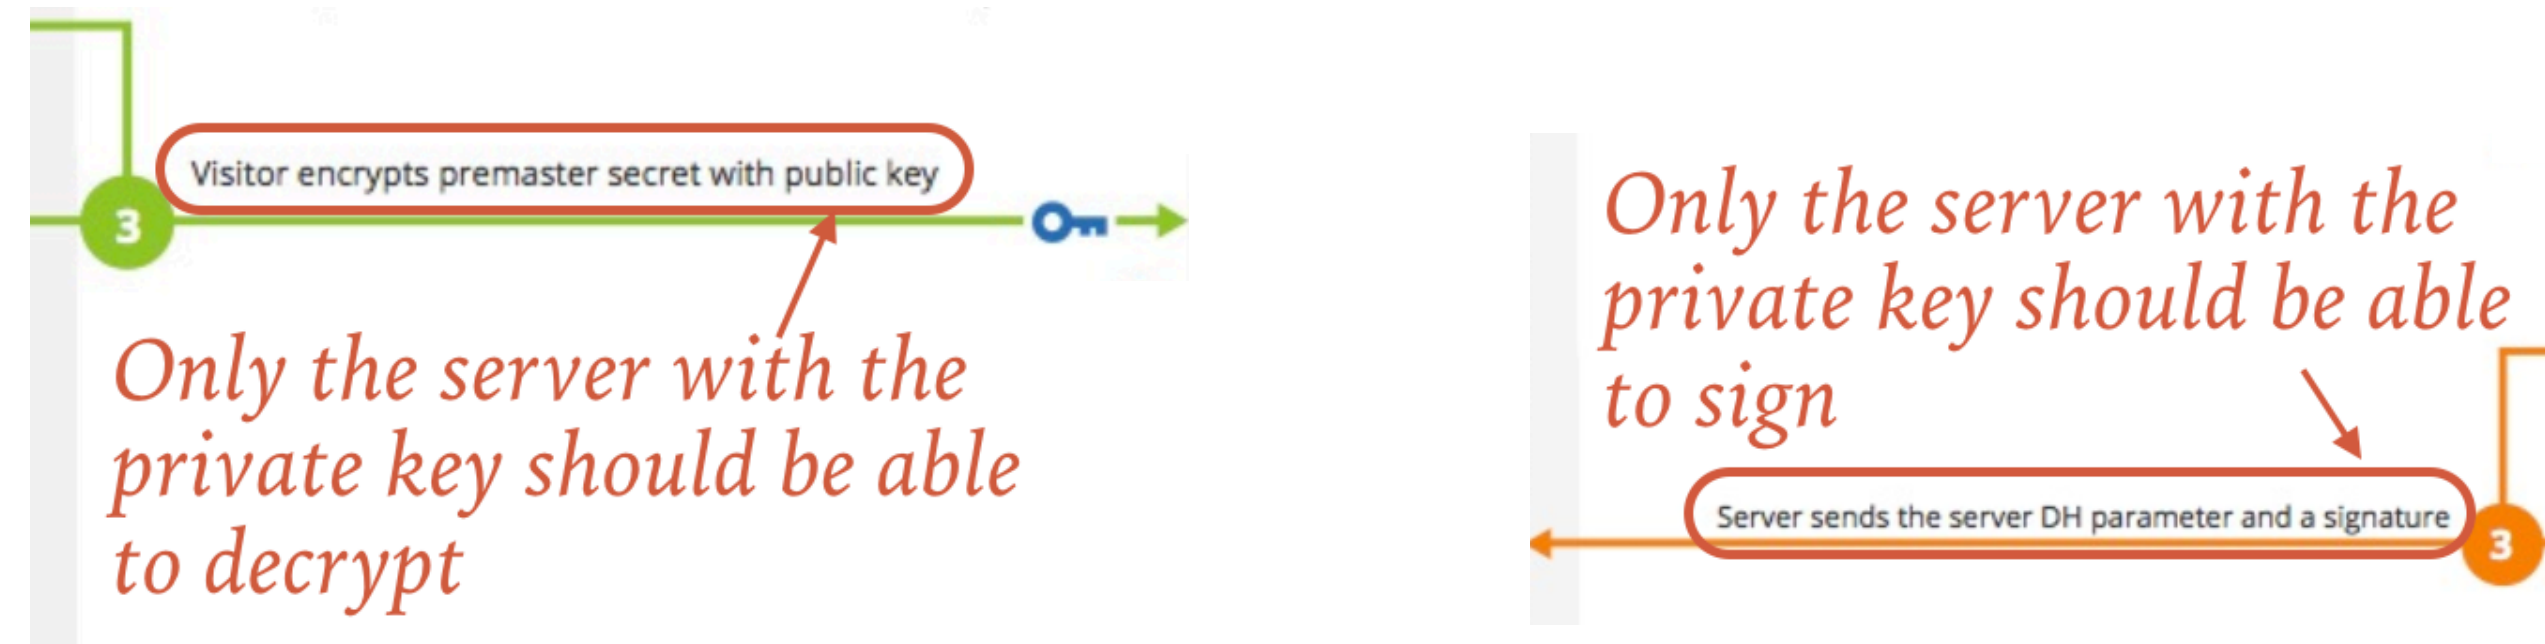 Visitor encrypts premaster secret with public key
3
Only the server with the
private key should be able
to decrypt
Only the server with the
private key should be able
to sign
Server sends the server DH parameter and a signature
3